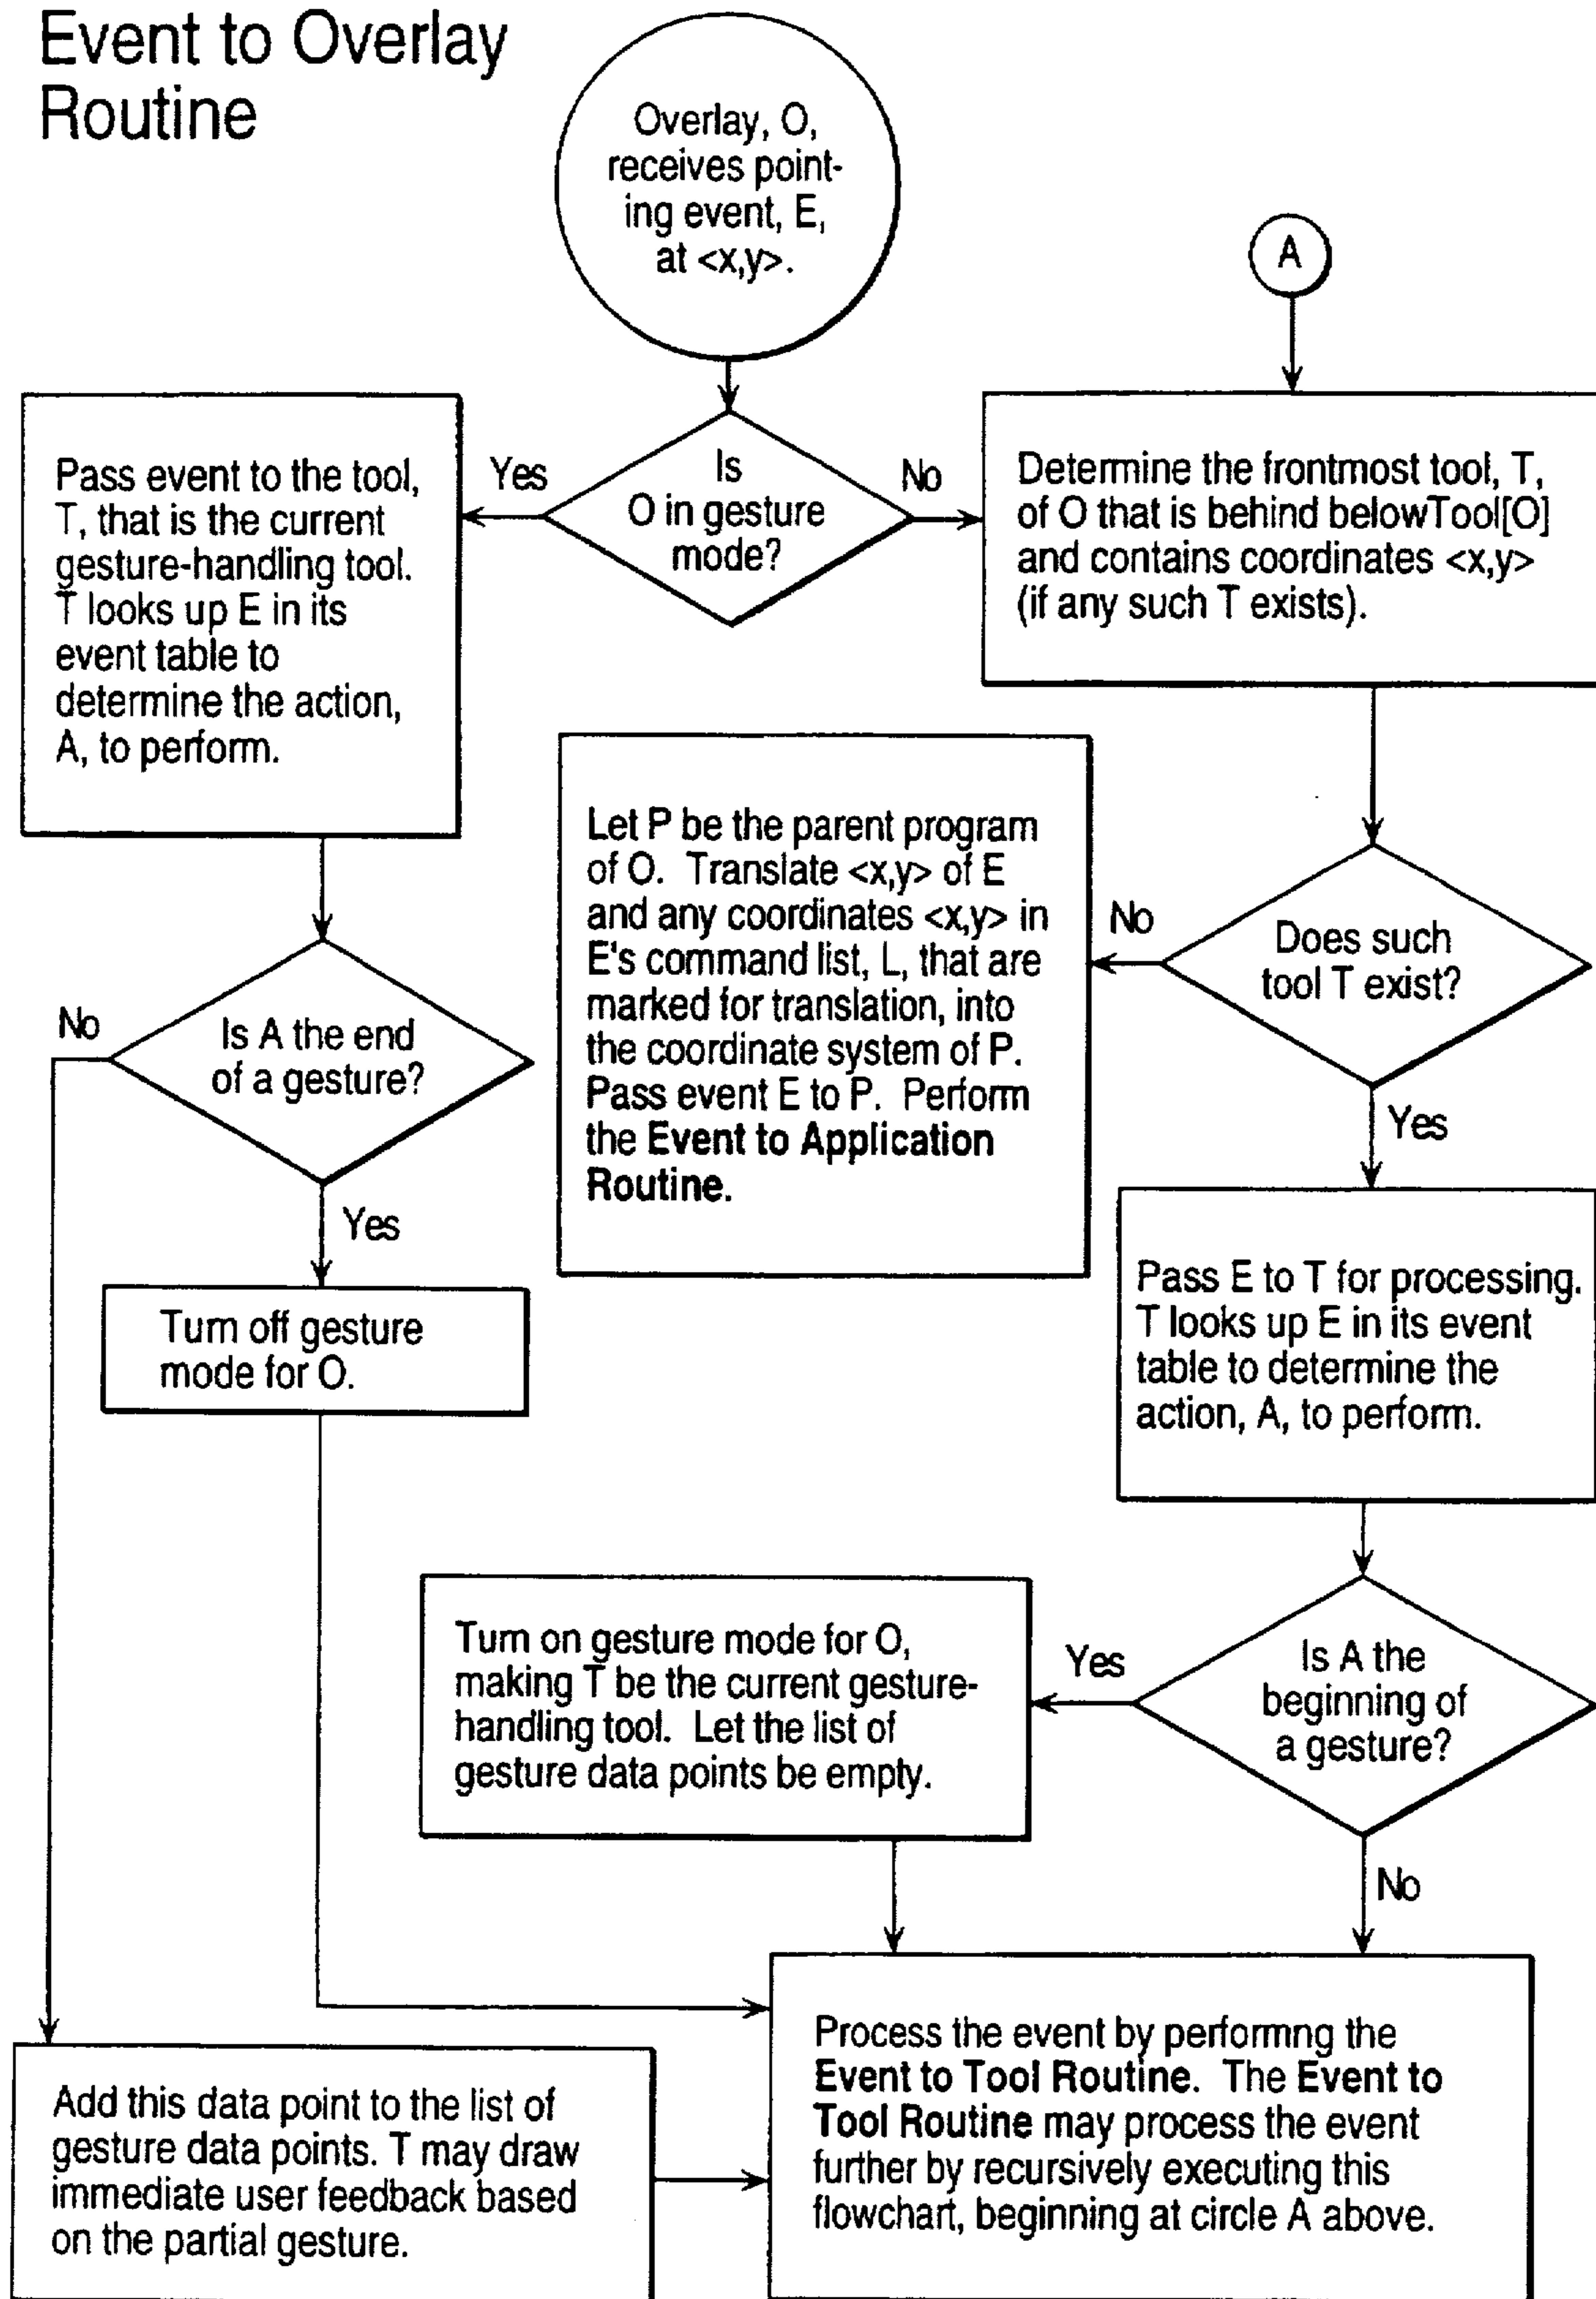 Event to Overlay
Routine
Overlay, O,
receives point-
ing event, E,
at <x,y>.
A
Pass event to the tool,
T, that is the current
gesture-handling tool.
T looks up E in its
event table to
determine the action,
A, to perform.
Yes
Is
O in gesture
mode?
No
Determine the frontmost tool, T,
of O that is behind belowTool[O]
and contains coordinates <x,y>
(if any such T exists).
Let P be the parent program
of O. Translate <x,y> of E
and any coordinates <x,y> in
E's command list, L, that are
marked for translation, into
the coordinate system of P.
Pass event E to P. Perform
the Event to Application
Routine.
No
Does such
tool T exist?
Yes
No
Is A the end
of a gesture?
Yes
Turn off gesture
mode for O.
Pass E to T for processing.
T looks up E in its event
table to determine the
action, A, to perform.
Turn on gesture mode for O,
making T be the current gesture-
handling tool. Let the list of
gesture data points be empty.
Yes
Is A the
beginning of
a gesture?
No
Add this data point to the list of
gesture data points. T may draw
immediate user feedback based
on the partial gesture.
Process the event by performng the
Event to Tool Routine. The Event to
Tool Routine may process the event
further by recursively executing this
flowchart, beginning at circle A above.